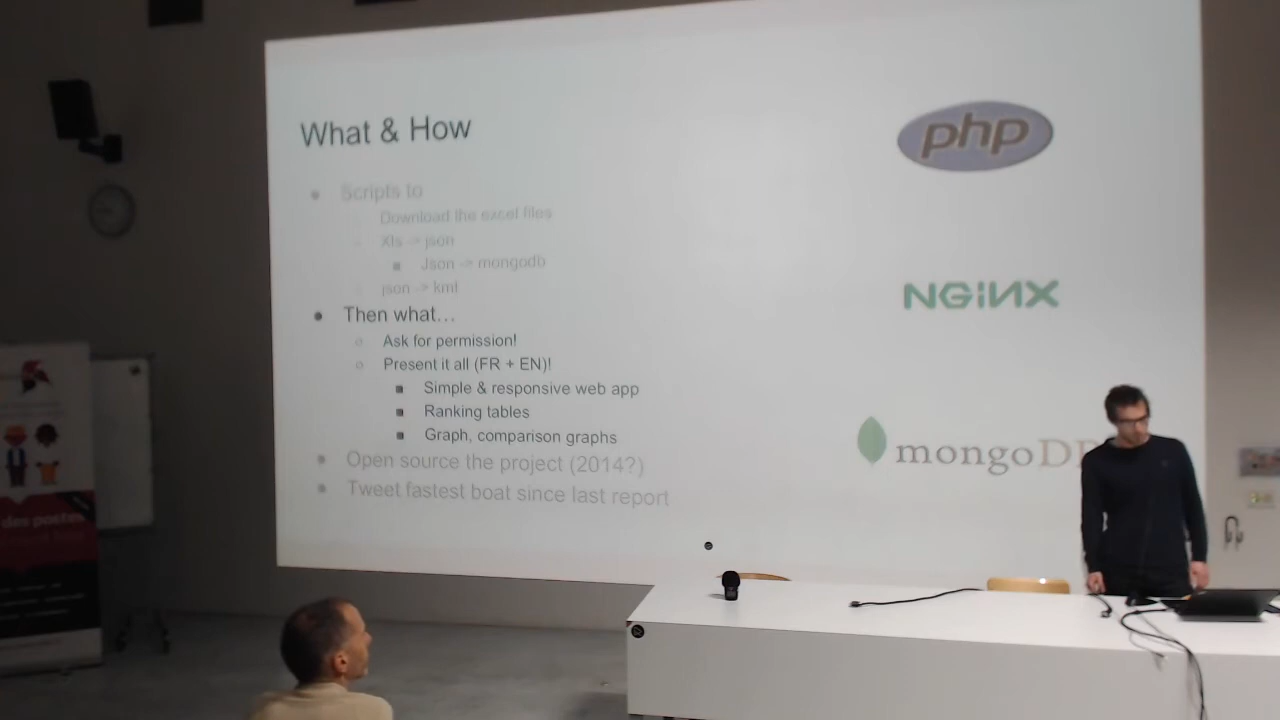 What & How
Scripts to
Download the excel files
Xls -> json
Json -> mongodb
json -> kml
Then what…
Ask for permission!
Present it all (FR + EN)!
Simple & responsive web app
Ranking tables
Graph, comparison graphs
Open source the project (2014?)
Tweet fastest boat since last report
php
NGiNX
mongoDB
des postes